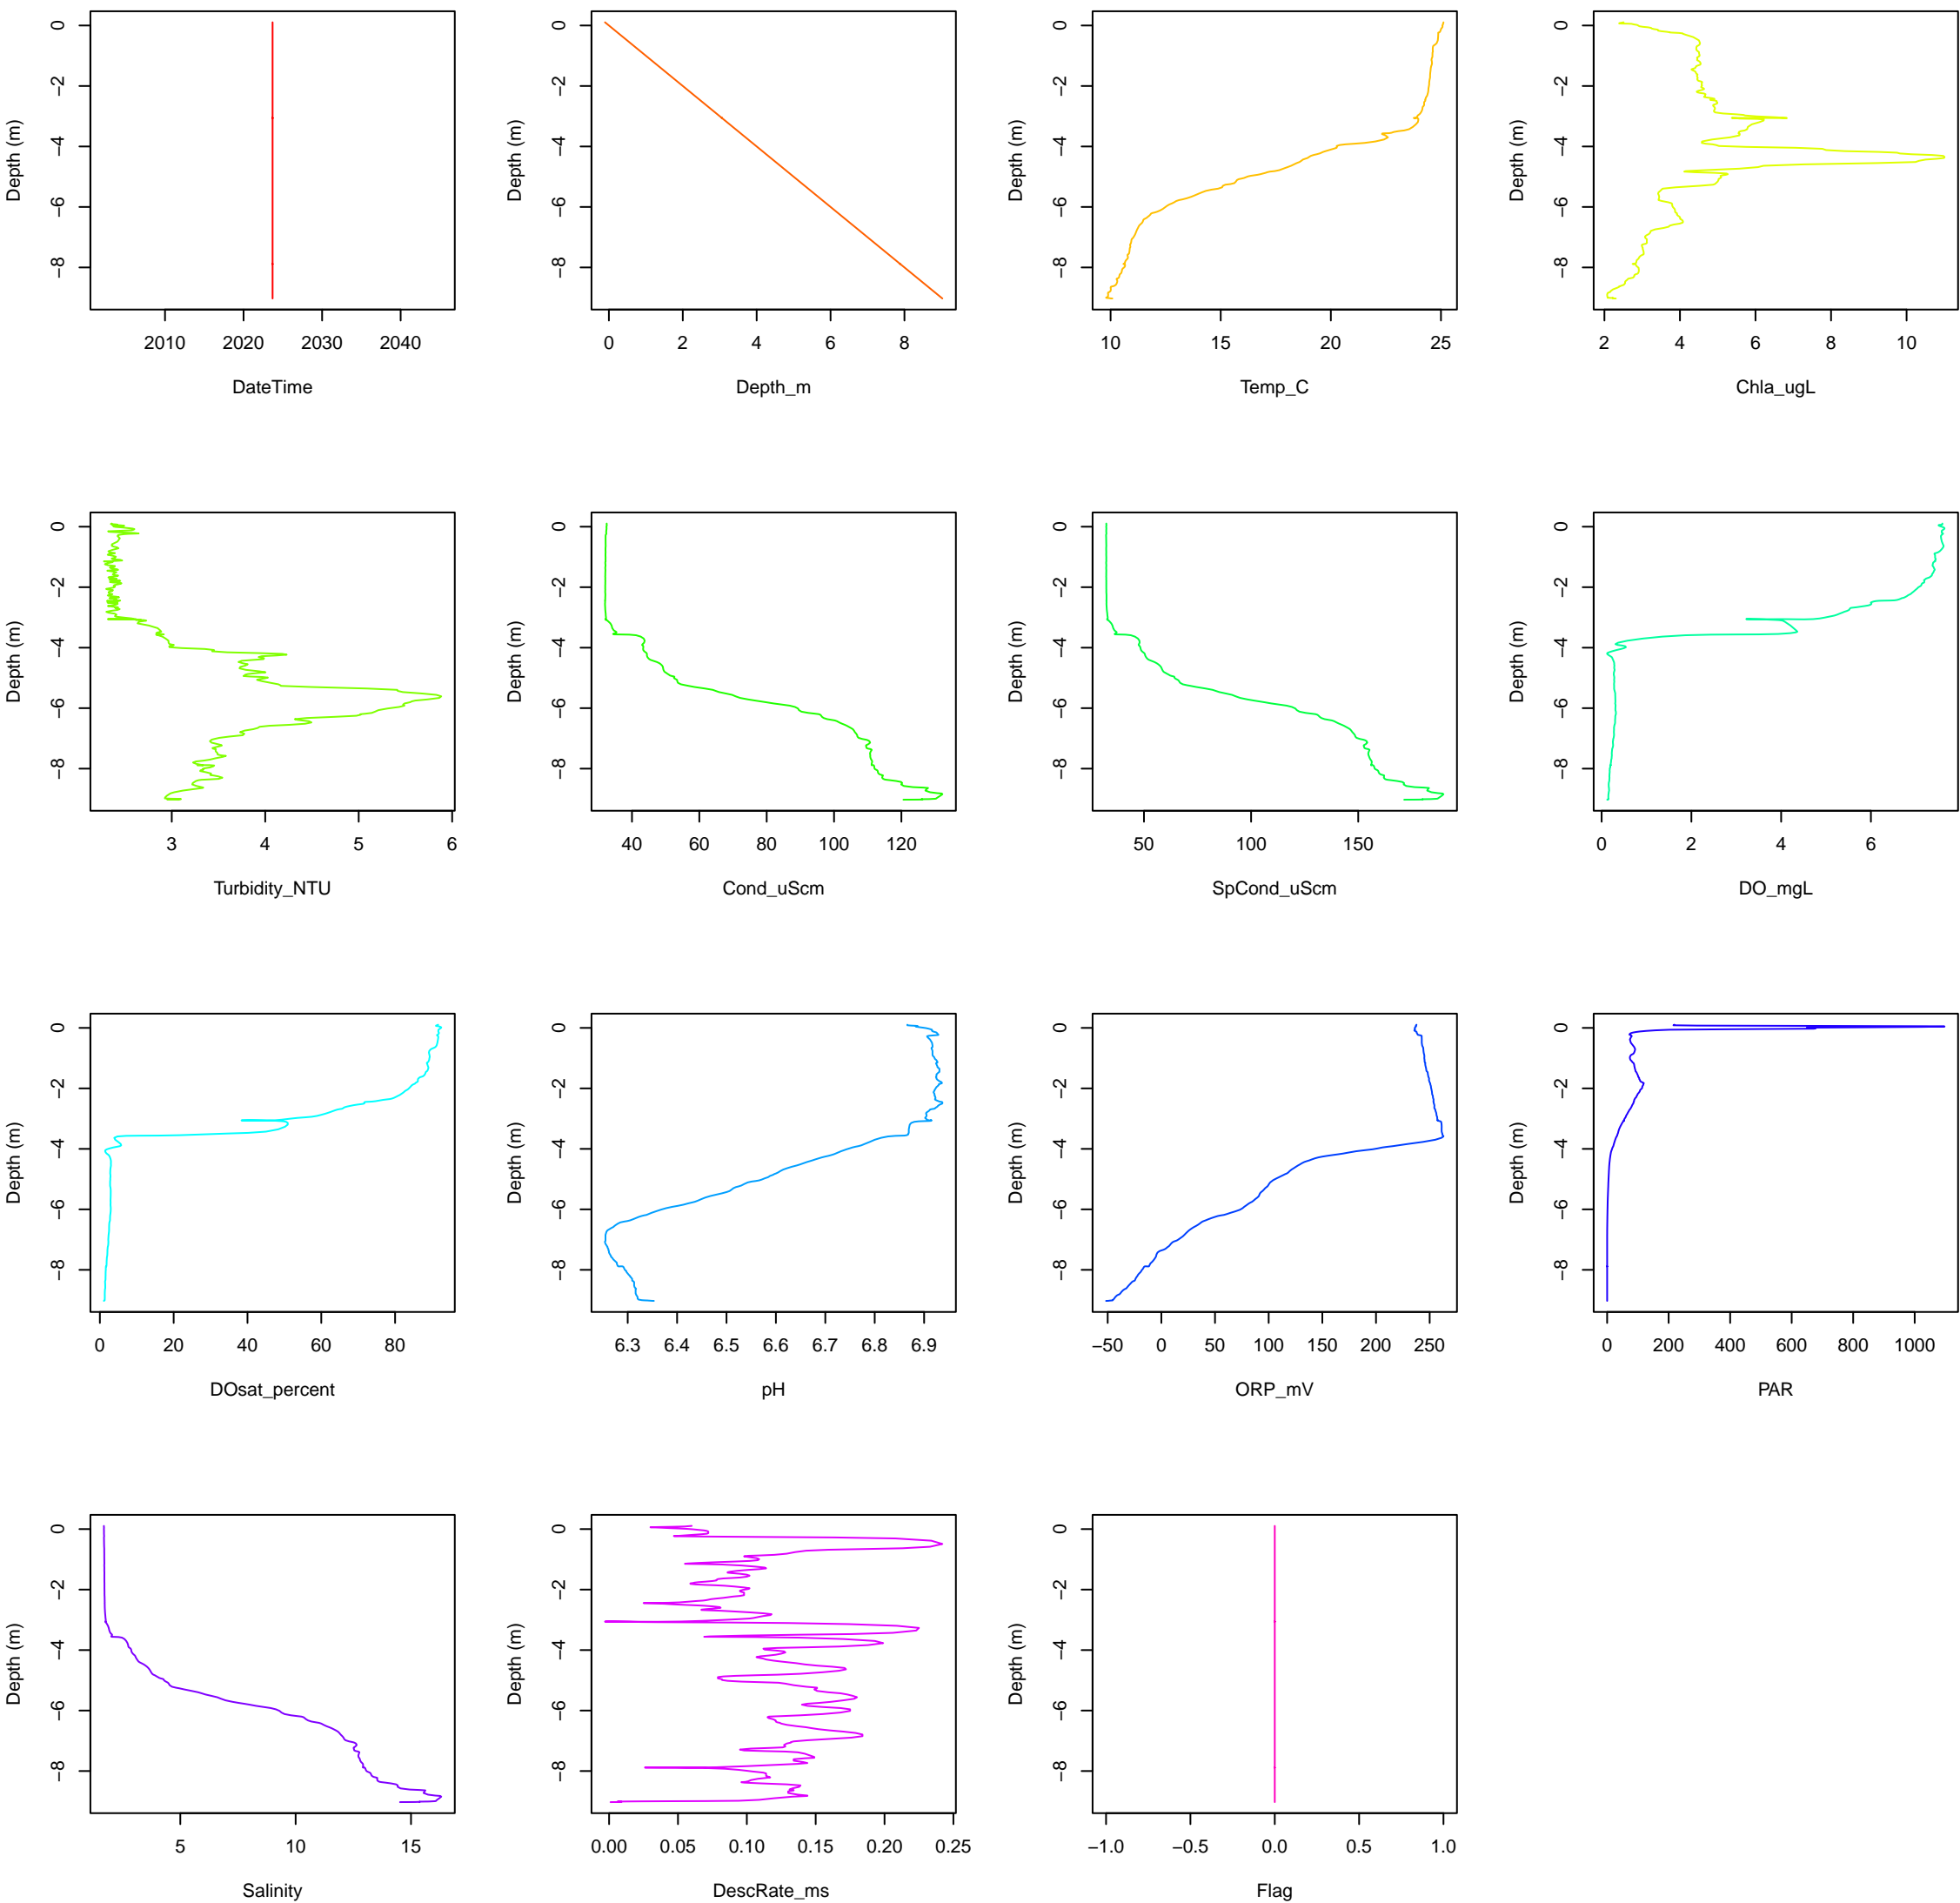 0 −2 −4 −6 −8
Depth (m)
2010 2020 2030 2040
DateTime
0 −2 −4 −6 −8
Depth (m)
0 2 4 6 8
Depth_m
0 −2 −4 −6 −8
Depth (m)
10 15 20 25
Temp_C
0 −2 −4 −6 −8
Depth (m)
2 4 6 8 10
Chla_ugL
0 −2 −4 −6 −8
Depth (m)
3 4 5 6
Turbidity_NTU
0 −2 −4 −6 −8
Depth (m)
40 60 80 100 120
Cond_uScm
0 −2 −4 −6 −8
Depth (m)
50 100 150
SpCond_uScm
0 −2 −4 −6 −8
Depth (m)
0 2 4 6
DO_mgL
0 −2 −4 −6 −8
Depth (m)
0 20 40 60 80
DOsat_percent
0 −2 −4 −6 −8
Depth (m)
6.3 6.4 6.5 6.6 6.7 6.8 6.9
pH
0 −2 −4 −6 −8
Depth (m)
−50 0 50 100 150 200 250
ORP_mV
0 −2 −4 −6 −8
Depth (m)
0 200 400 600 800 1000
PAR
0 −2 −4 −6 −8
Depth (m)
5 10 15
Salinity
0 −2 −4 −6 −8
Depth (m)
0.00 0.05 0.10 0.15 0.20 0.25
DescRate_ms
0 −2 −4 −6 −8
Depth (m)
−1.0 −0.5 0.0 0.5 1.0
Flag